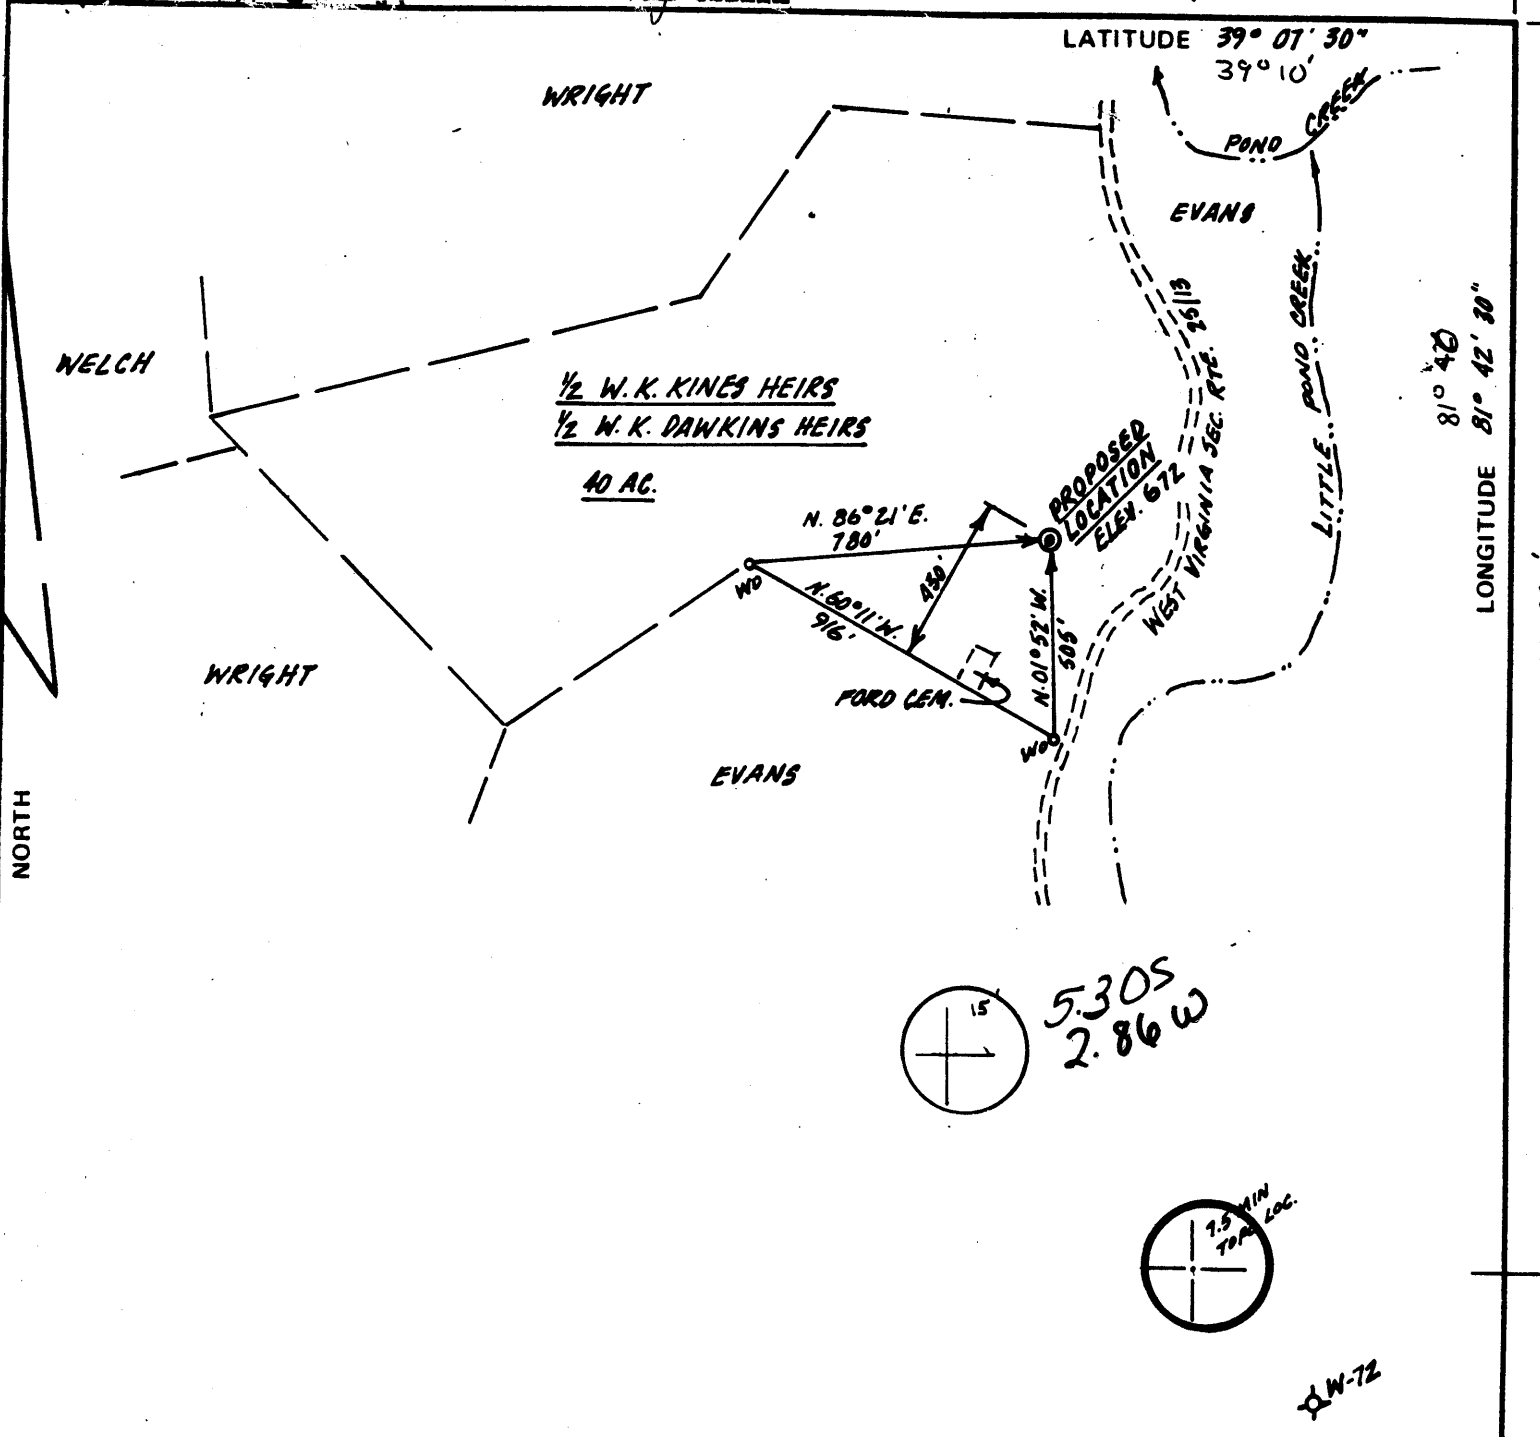 LATITUDE 39° 07' 30"
39° 10'
WRIGHT
POND CREEK
EVANS
WELCH
1/2 W.K. KINES HEIRS
1/2 W.K. DAWKINS HEIRS
40 AC.
PROPOSED
LOCATION
ELEV. 672
WEST VIRGINIA SEC. RTE. 25/13
LITTLE POND CREEK
81° 40'
LONGITUDE 81° 42' 30"
N. 86° 21' E.
780'
430'
WO
N. 60° 11' W.
916'
N. 01° 52' W.
505'
FORD CEM.
WO
WRIGHT
EVANS
NORTH
15'
5.30S
2.86 W
7.5 MIN
TOPO LOC.
W-72